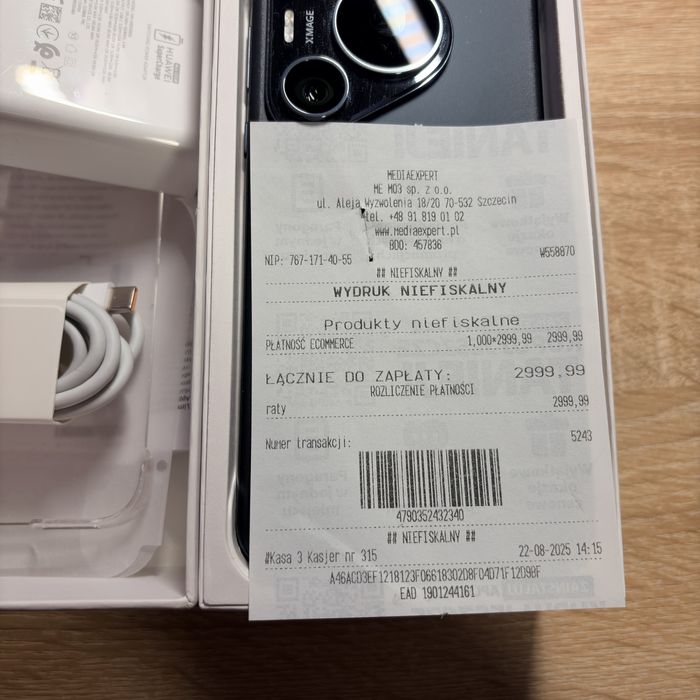 XMAGE
HUAWEI
SuperCharge
MEDIAEXPERT
ME M03 sp. z o.o.
ul. Aleja Wyzwolenia 18/20 70-532 Szczecin
tel. +48 91 819 01 02
www.mediaexpert.pl
BDO: 457836
NIP: 767-171-40-55 W558870
## NIEFISKALNY ##
WYDRUK NIEFISKALNY
Produkty niefiskalne
PŁATNOŚĆ ECOMMERCE 1,000×2999,99 2999,99
ŁĄCZNIE DO ZAPŁATY: 2999,99
ROZLICZENIE PŁATNOŚCI
raty 2999,99
Numer transakcji: 5243
4790352432340
## NIEFISKALNY ##
#Kasa 3 Kasjer nr 315 22-08-2025 14:15
A46AC03EF1218123F06618302D8F04D71F12D98F
EAD 1901244161